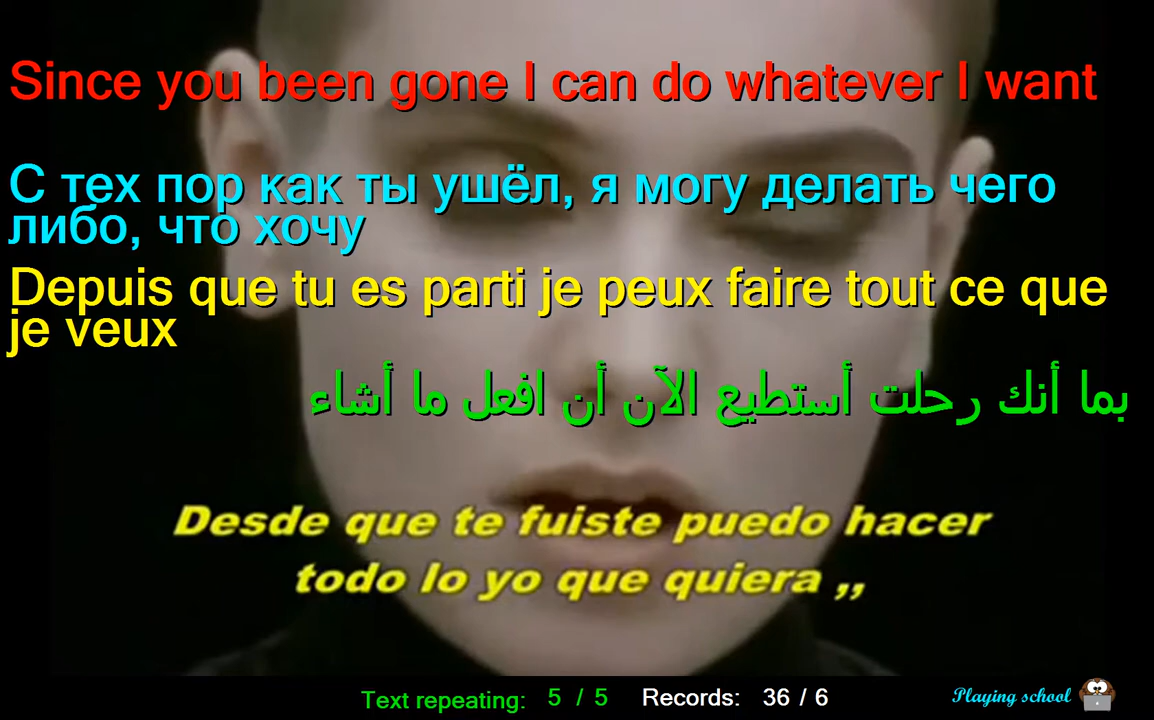 Since you been gone I can do whatever I want
С тех пор как ты ушёл, я могу делать чего
либо, что хочу
Depuis que tu es parti je peux faire tout ce que
je veux
بما أنك رحلت أستطيع الآن أن افعل ما أشاء
Desde que te fuiste puedo hacer
todo lo yo que quiera ,,
Text repeating: 5 / 5 Records: 36 / 6 Playing school